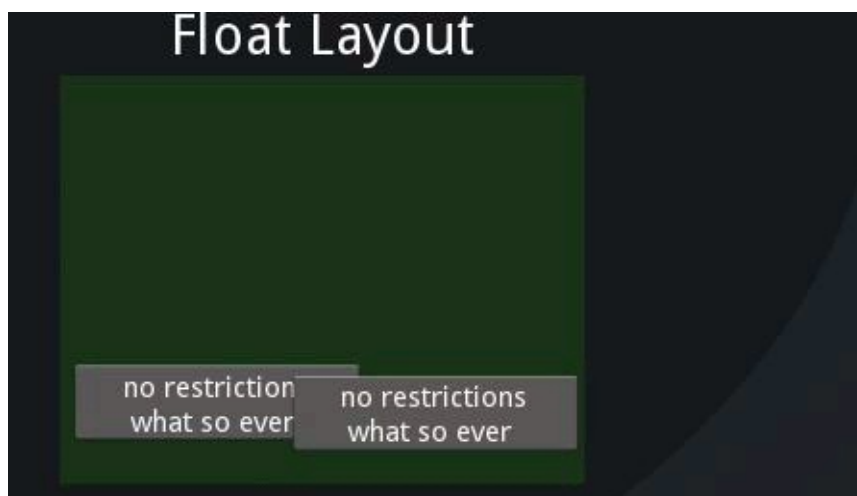 Float Layout
no restriction
what so ever
no restrictions
what so ever